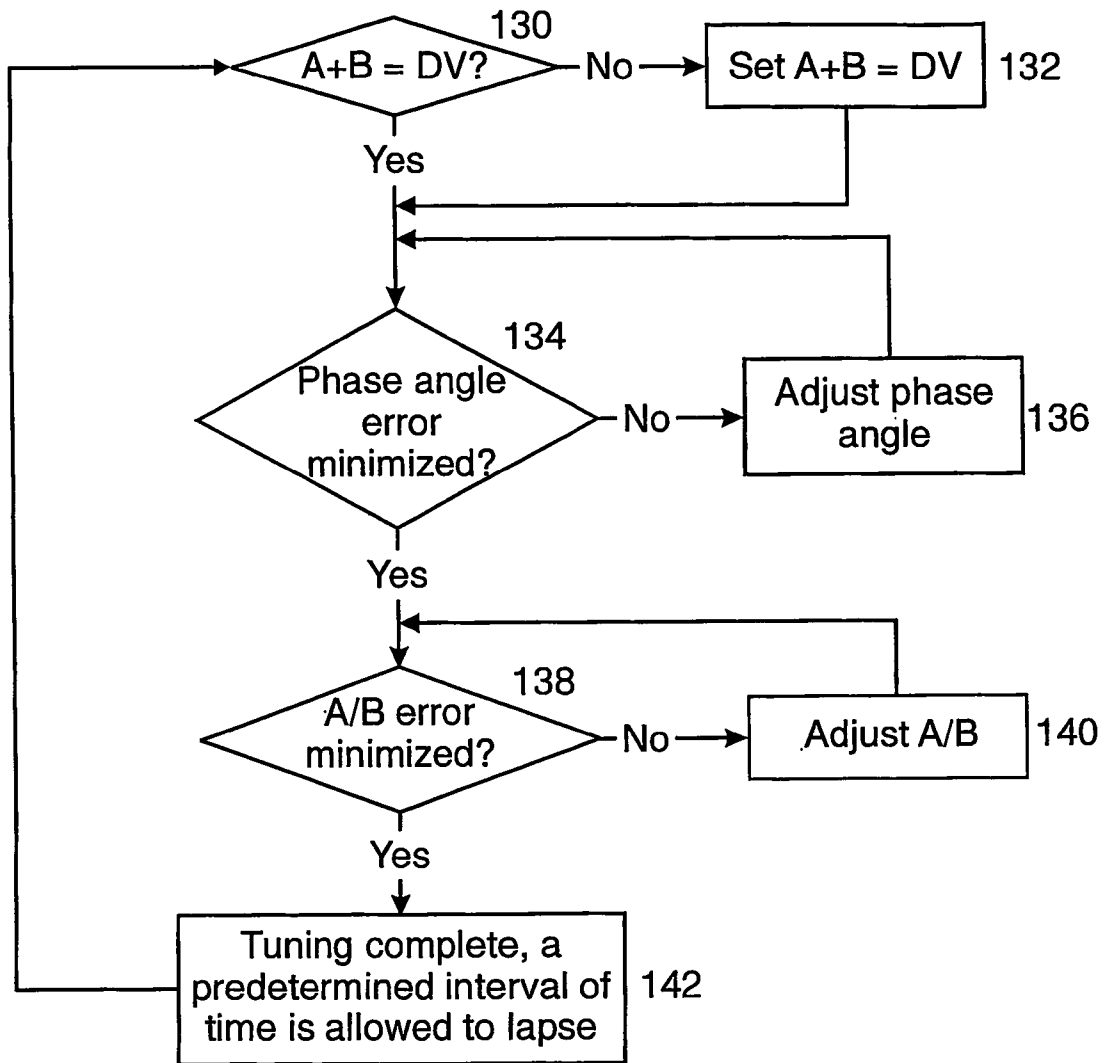 130
A+B = DV?
No
Set A+B = DV
132
Yes
134
Phase angle
error
minimized?
No
Adjust phase
angle
136
Yes
138
A/B error
minimized?
No
Adjust A/B
140
Yes
Tuning complete, a
predetermined interval of
time is allowed to lapse
142